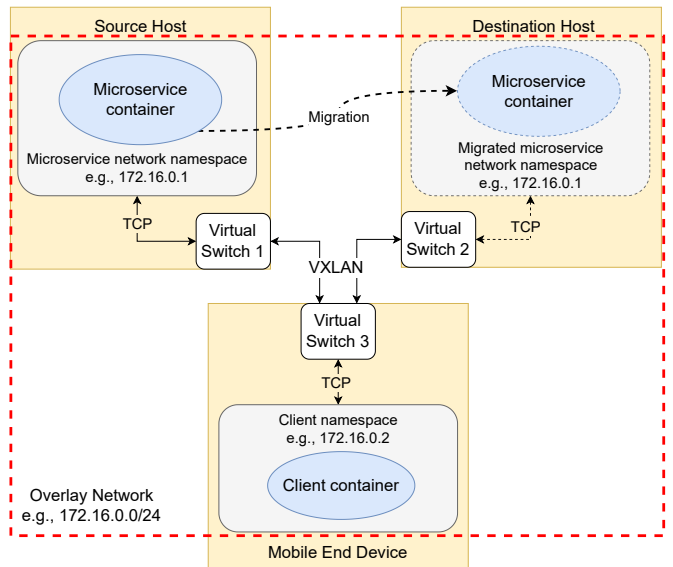 Source Host
Destination Host
Microservice
container
Microservice
container
Migration
Microservice network namespace
e.g., 172.16.0.1
Migrated microservice
network namespace
e.g., 172.16.0.1
TCP
Virtual
Switch 1
VXLAN
Virtual
Switch 2
TCP
Virtual
Switch 3
TCP
Client namespace
e.g., 172.16.0.2
Client container
Overlay Network
e.g., 172.16.0.0/24
Mobile End Device